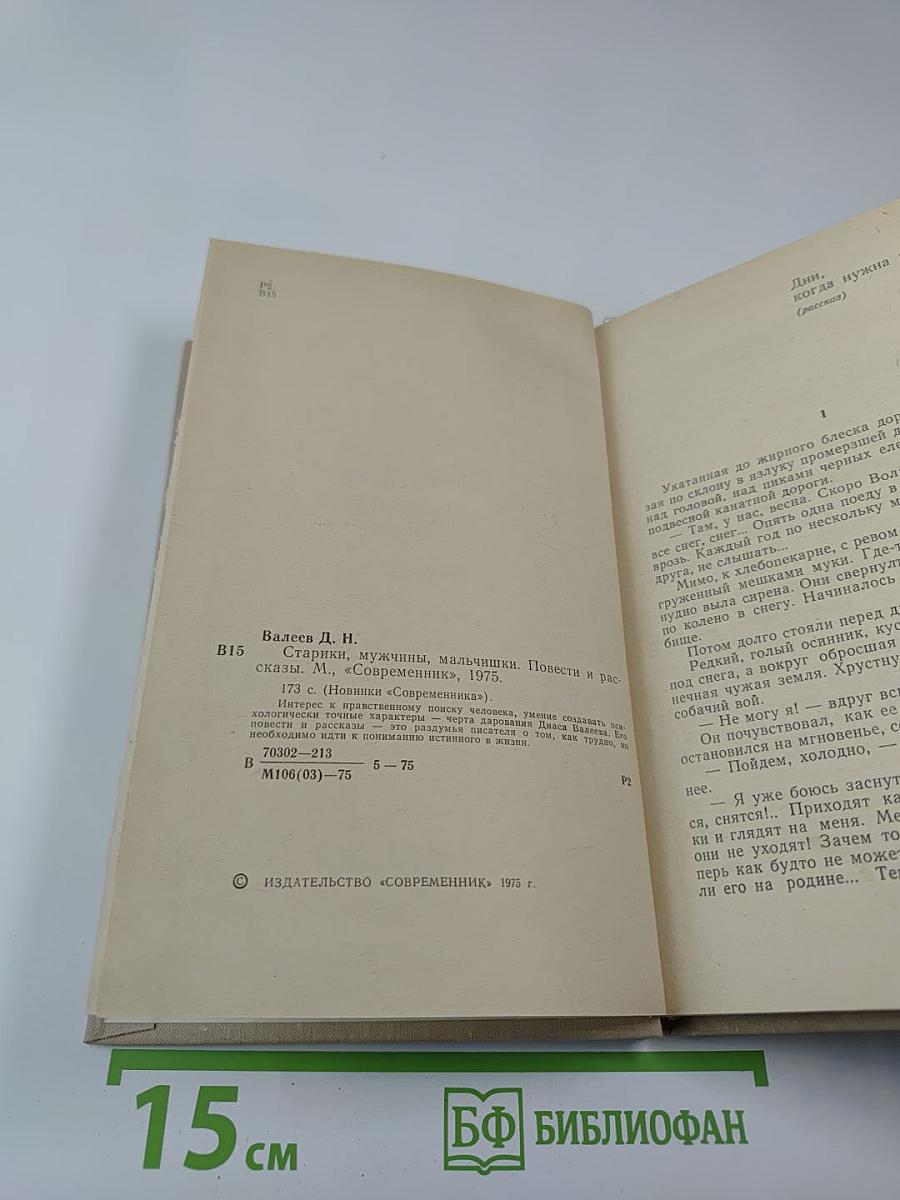 Р2
В15
Валеев Д. Н.
В15 Старики, мужчины, мальчишки. Повести и рас-
сказы. М., «Современник», 1975.
173 с. (Новинки «Современника»).
Интерес к нравственному поиску человека, умение создавать пси-
хологически точные характеры — черта дарования Диаса Валеева. Его
повести и рассказы — это раздумья писателя о том, как трудно, но
необходимо идти к пониманию истинного в жизни.
В 70302—213
М106(03)—75 5 — 75
Р2
© ИЗДАТЕЛЬСТВО «СОВРЕМЕННИК» 1975 г.
Дни,
когда нужна
(рассказ)
I
Укатанная до жирного блеска дор
зая по склону в излуку промерзшей д
над головой, над пиками черных еле
подвесной канатной дороги.
— Там, у нас, весна. Скоро Вол
все снег, снег... Опять одна поеду в
врозь. Каждый год по нескольку м
друга, не слышать...
Мимо, к хлебопекарне, с ревом
груженный мешками муки. Где-т
нудно выла сирена. Они свернул
по колено в снегу. Начиналось
бище.
Потом долго стояли перед д
Редкий, голый осинник, кус
под снега, а вокруг обросшая
нечная чужая земля. Хрустну
собачий вой.
— Не могу я! — вдруг вс
Он почувствовал, как ее
остановился на мгновенье, с
— Пойдем, холодно, —
нее.
— Я уже боюсь заснут
ся, снятся!.. Приходят ка
ки и глядят на меня. Ме
они не уходят! Зачем то
перь как будто не может
ли его на родине... Те
15 см
БФ БИБЛИОФАН